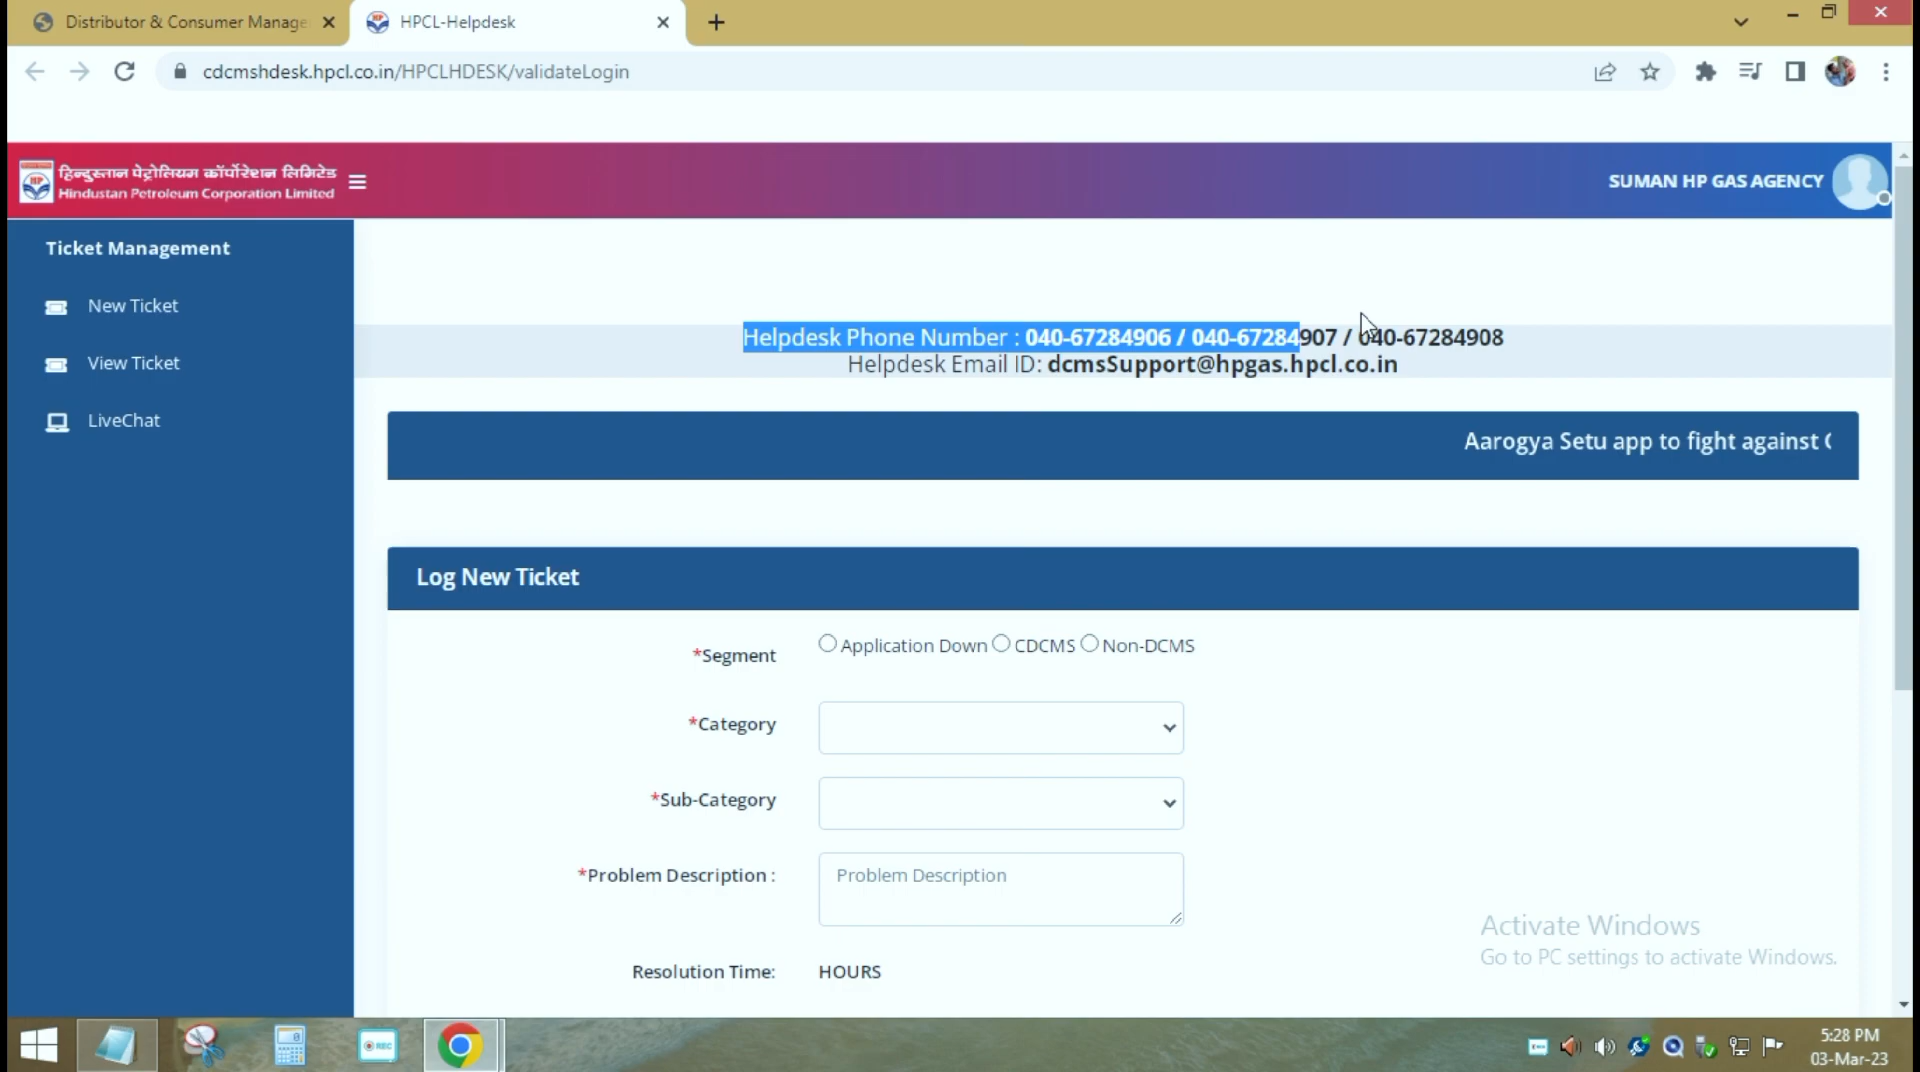 Distributor & Consumer Manage
HPCL-Helpdesk
cdcmshdesk.hpcl.co.in/HPCLHDESK/validateLogin
HP
हिन्दुस्तान पेट्रोलियम कॉर्पोरेशन लिमिटेड
Hindustan Petroleum Corporation Limited
SUMAN HP GAS AGENCY
Ticket Management
New Ticket
View Ticket
LiveChat
Helpdesk Phone Number : 040-67284906 / 040-67284907 / 040-67284908
Helpdesk Email ID: dcmsSupport@hpgas.hpcl.co.in
Aarogya Setu app to fight against
Log New Ticket
*Segment
Application Down CDCMS Non-DCMS
*Category
*Sub-Category
*Problem Description :
Problem Description
Resolution Time: HOURS
Activate Windows
Go to PC settings to activate Windows.
REC
5:28 PM
03-Mar-23